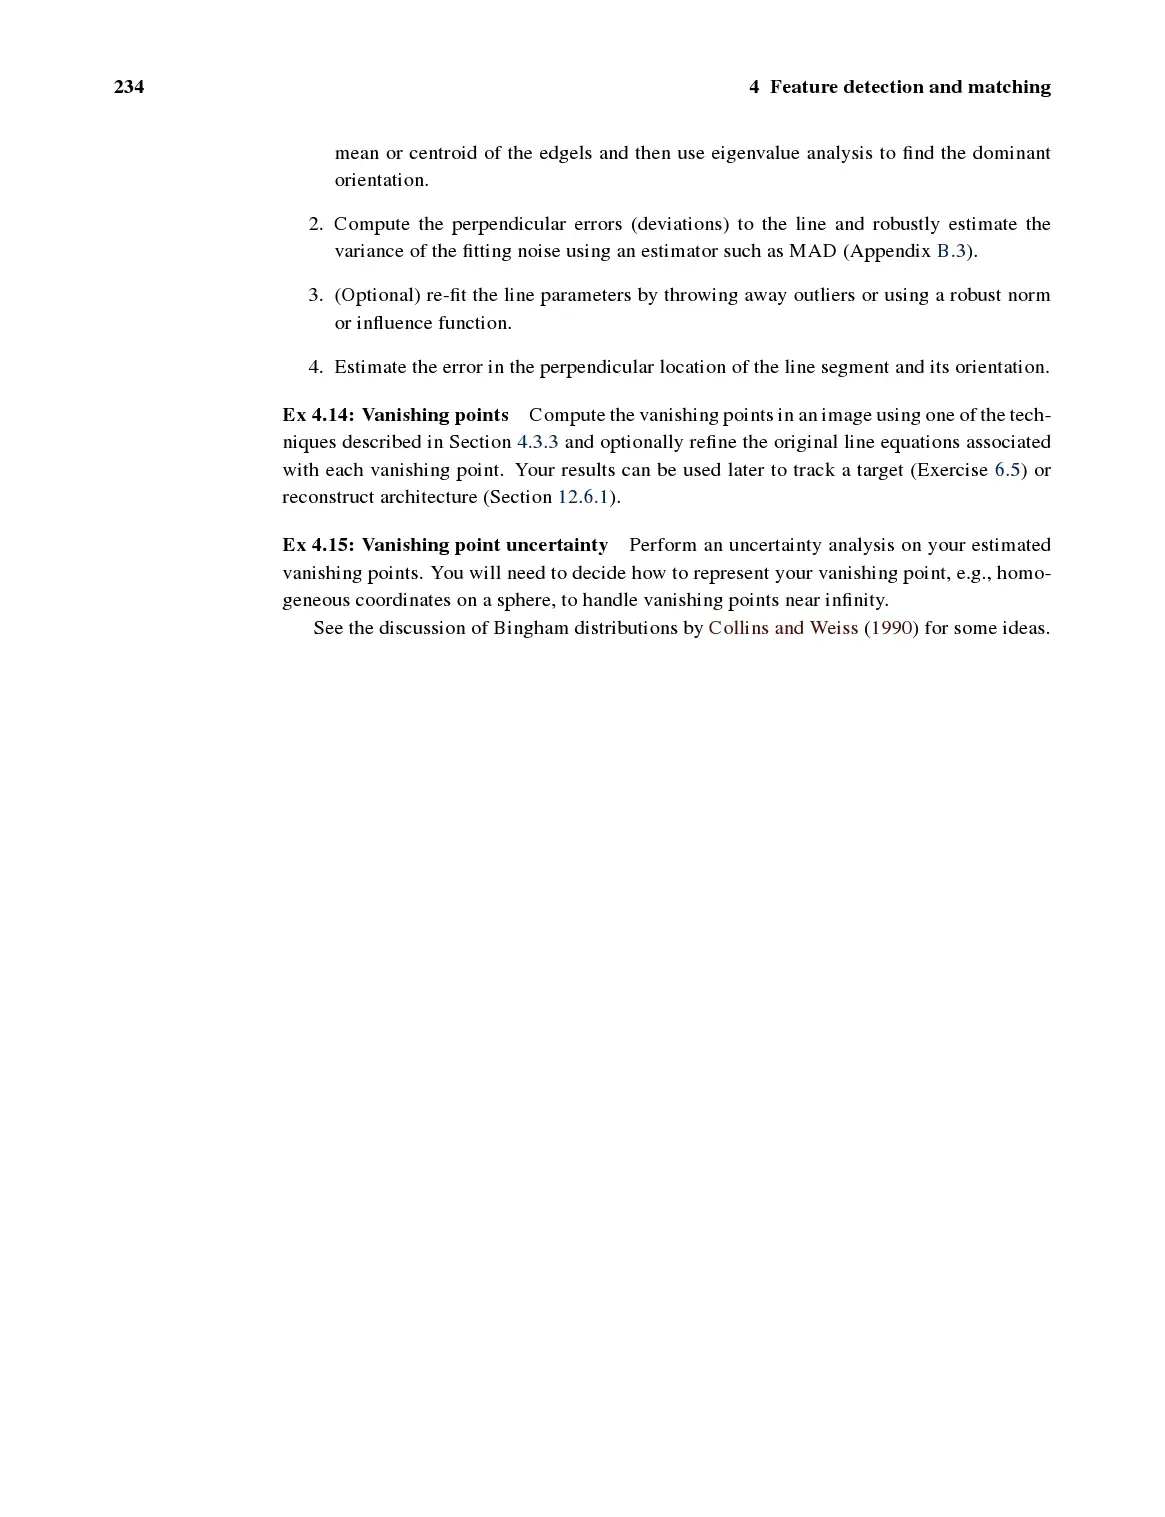 234 4 Feature detection and matching
mean or centroid of the edgels and then use eigenvalue analysis to find the dominant
orientation.
2. Compute the perpendicular errors (deviations) to the line and robustly estimate the
variance of the fitting noise using an estimator such as MAD (Appendix B.3).
3. (Optional) re-fit the line parameters by throwing away outliers or using a robust norm
or influence function.
4. Estimate the error in the perpendicular location of the line segment and its orientation.
Ex 4.14: Vanishing points Compute the vanishing points in an image using one of the tech-
niques described in Section 4.3.3 and optionally refine the original line equations associated
with each vanishing point. Your results can be used later to track a target (Exercise 6.5) or
reconstruct architecture (Section 12.6.1).
Ex 4.15: Vanishing point uncertainty Perform an uncertainty analysis on your estimated
vanishing points. You will need to decide how to represent your vanishing point, e.g., homo-
geneous coordinates on a sphere, to handle vanishing points near infinity.
See the discussion of Bingham distributions by Collins and Weiss (1990) for some ideas.